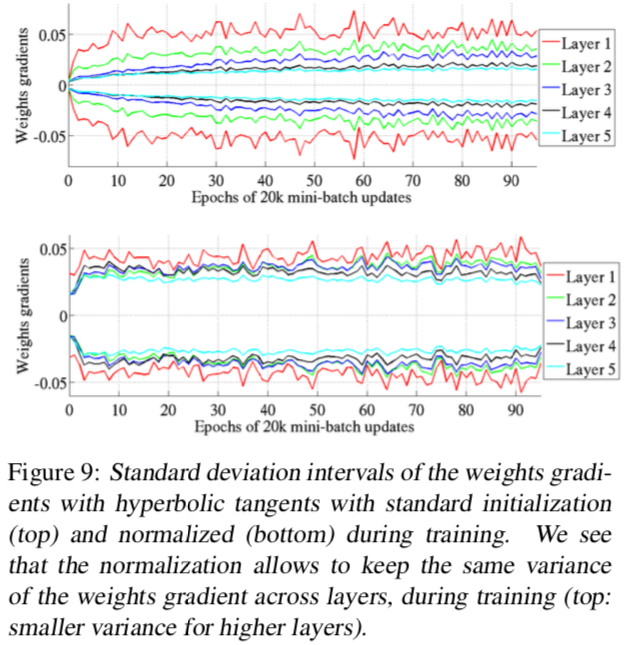 Weights gradients
0.05
0
-0.05
0 10 20 30 40 50 60 70 80 90
Epochs of 20k mini-batch updates
Layer 1
Layer 2
Layer 3
Layer 4
Layer 5
Weights gradients
0.05
0
-0.05
0 10 20 30 40 50 60 70 80 90
Epochs of 20k mini-batch updates
Layer 1
Layer 2
Layer 3
Layer 4
Layer 5
Figure 9: Standard deviation intervals of the weights gradi-
ents with hyperbolic tangents with standard initialization
(top) and normalized (bottom) during training. We see
that the normalization allows to keep the same variance
of the weights gradient across layers, during training (top:
smaller variance for higher layers).